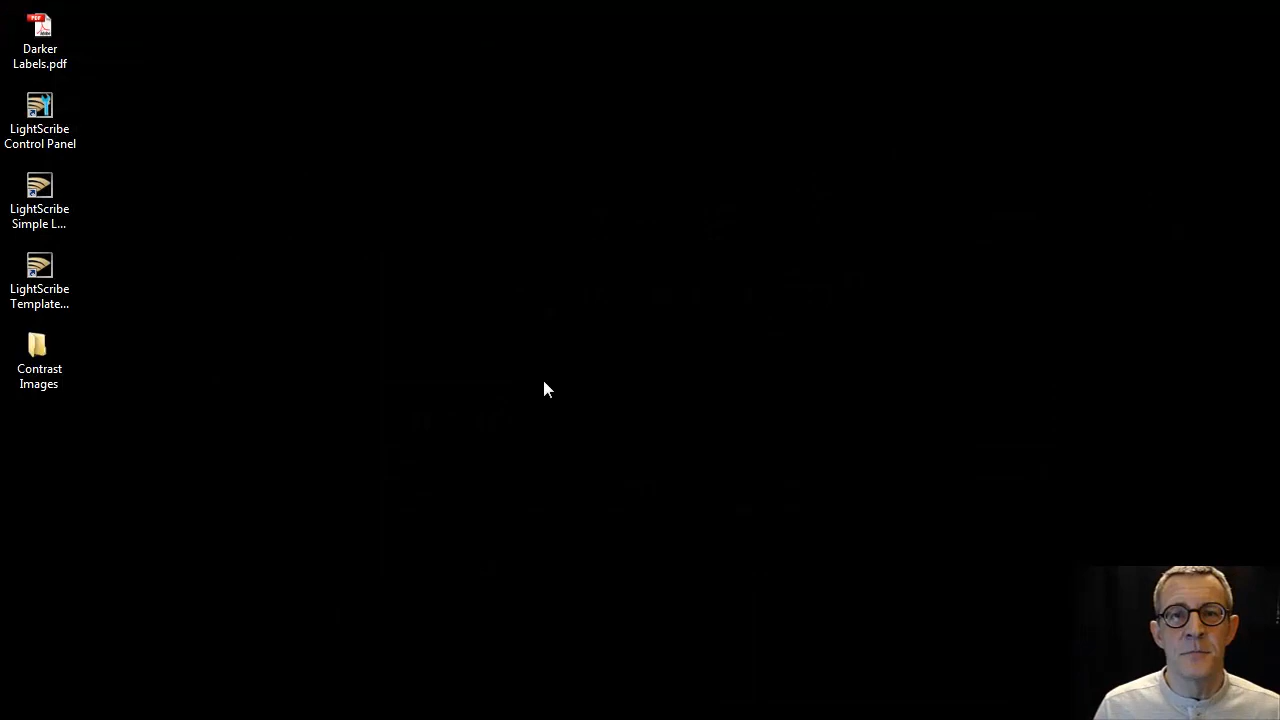 Darker
Labels.pdf
LightScribe
Control Panel
LightScribe
Simple L...
LightScribe
Template...
Contrast
Images